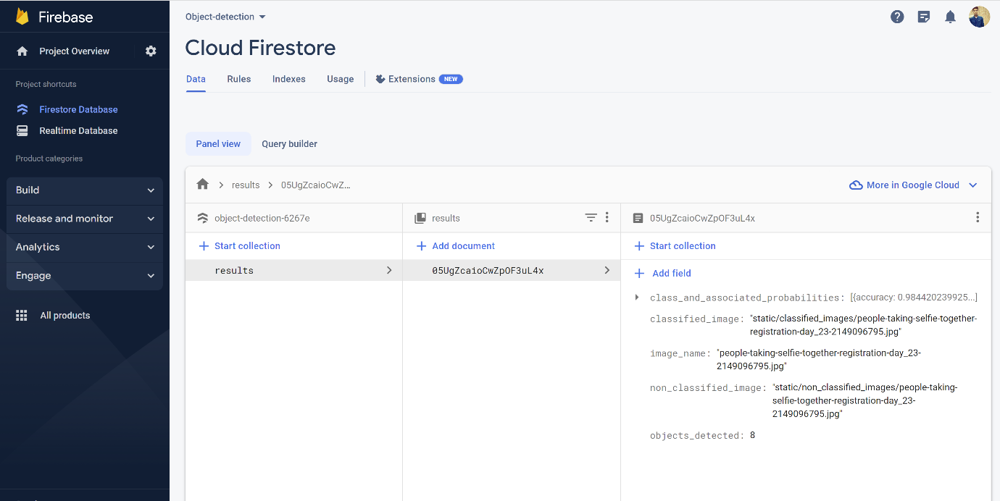 Firebase
Project Overview
Project shortcuts
Firestore Database
Realtime Database
Product categories
Build
Release and monitor
Analytics
Engage
All products
Object-detection
Cloud Firestore
Data
Rules
Indexes
Usage
Extensions NEW
Panel view
Query builder
results
05UgZcaioCwZ...
More in Google Cloud
object-detection-6267e
Start collection
results
results
Add document
05UgZcaioCwZpOF3uL4x
05UgZcaioCwZpOF3uL4x
Start collection
Add field
class_and_associated_probabilities: [{accuracy: 0.984420239925...]
classified_image: "static/classified_images/people-taking-selfie-together-
registration-day_23-2149096795.jpg"
image_name: "people-taking-selfie-together-registration-day_23-
2149096795.jpg"
non_classified_image: "static/non_classified_images/people-taking-
selfie-together-registration-day_23-
2149096795.jpg"
objects_detected: 8